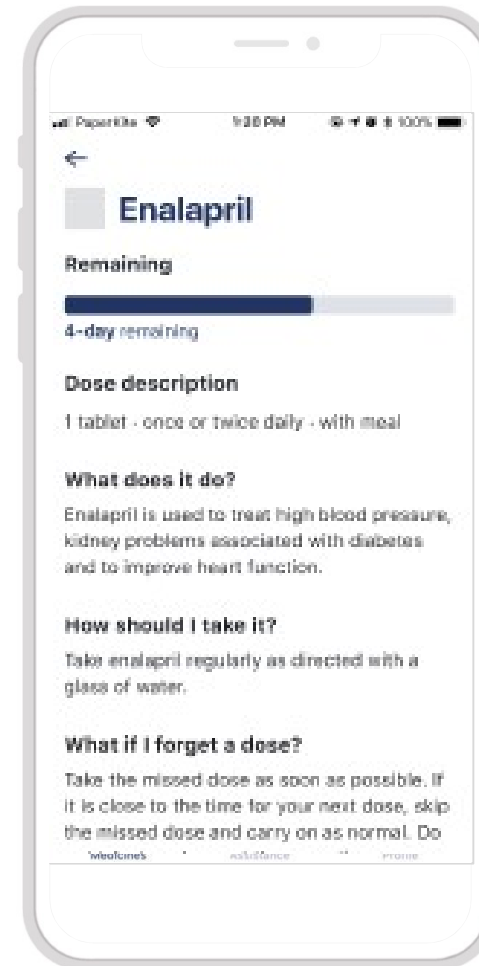 PaperKite 1:28 PM 100%
Enalapril
Remaining
4-day remaining
Dose description
1 tablet - once or twice daily - with meal
What does it do?
Enalapril is used to treat high blood pressure,
kidney problems associated with diabetes
and to improve heart function.
How should I take it?
Take enalapril regularly as directed with a
glass of water.
What if I forget a dose?
Take the missed dose as soon as possible. If
it is close to the time for your next dose, skip
the missed dose and carry on as normal. Do
Medicines Assistance Profile